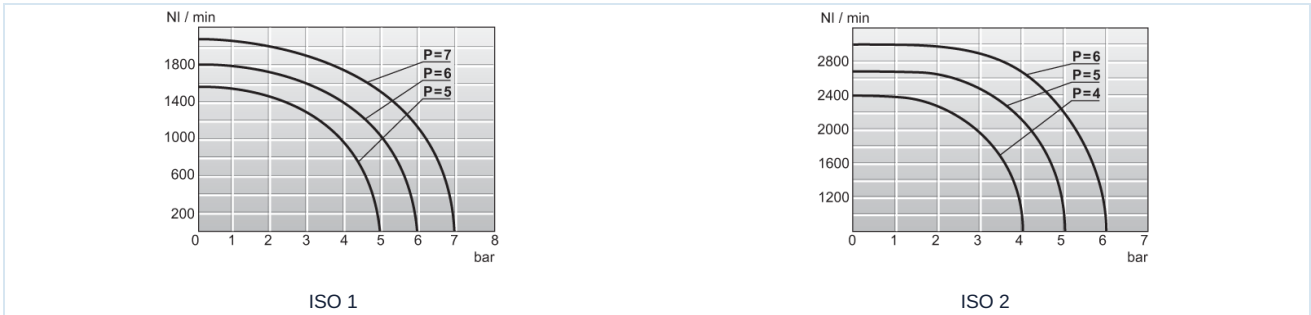 Nl / min
1800
1400
1000
600
200
P=7
P=6
P=5
0 1 2 3 4 5 6 7 8
bar
ISO 1
Nl / min
2800
2400
2000
1600
1200
P=6
P=5
P=4
0 1 2 3 4 5 6 7
bar
ISO 2